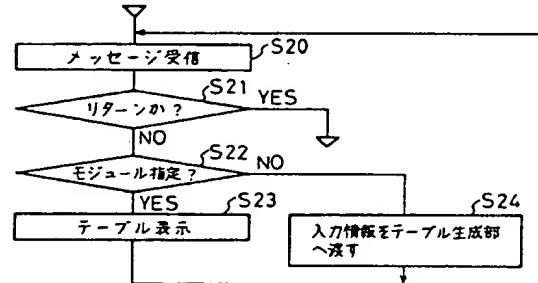 S20
メッセージ受信
S21
リターンか?
YES
NO
S22
モジュール指定?
NO
YES
S23
テーブル表示
S24
入力情報をテーブル生成部
へ渡す